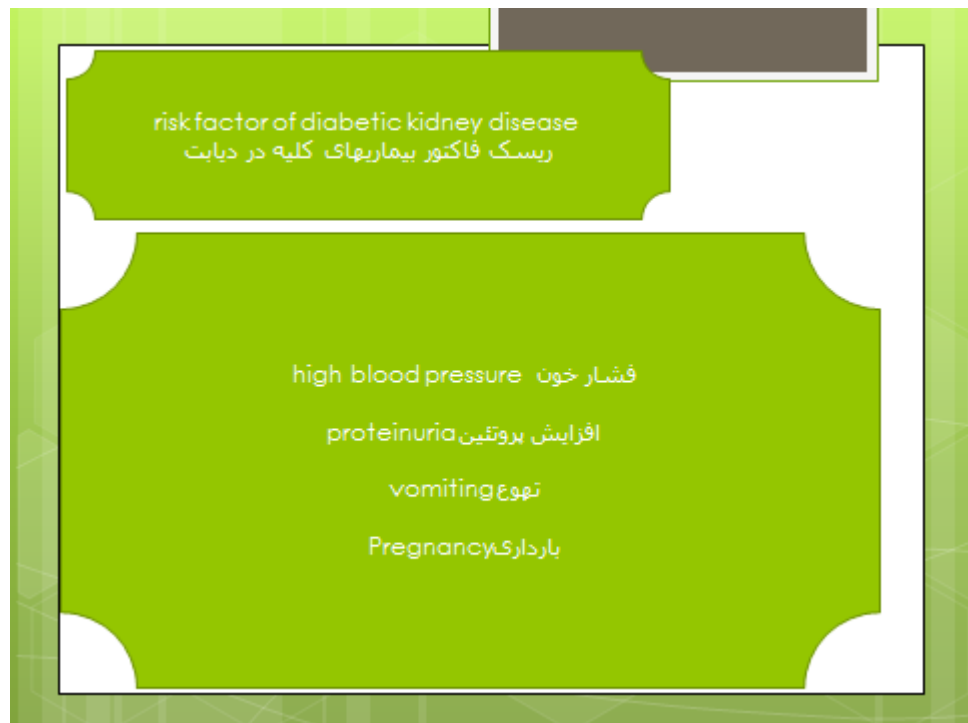 risk factor of diabetic kidney disease
ریسک فاکتور بیماریهای کلیه در دیابت
high blood pressure فشار خون
proteinuria افزایش پروتئین
vomiting تهوع
Pregnancy بارداری